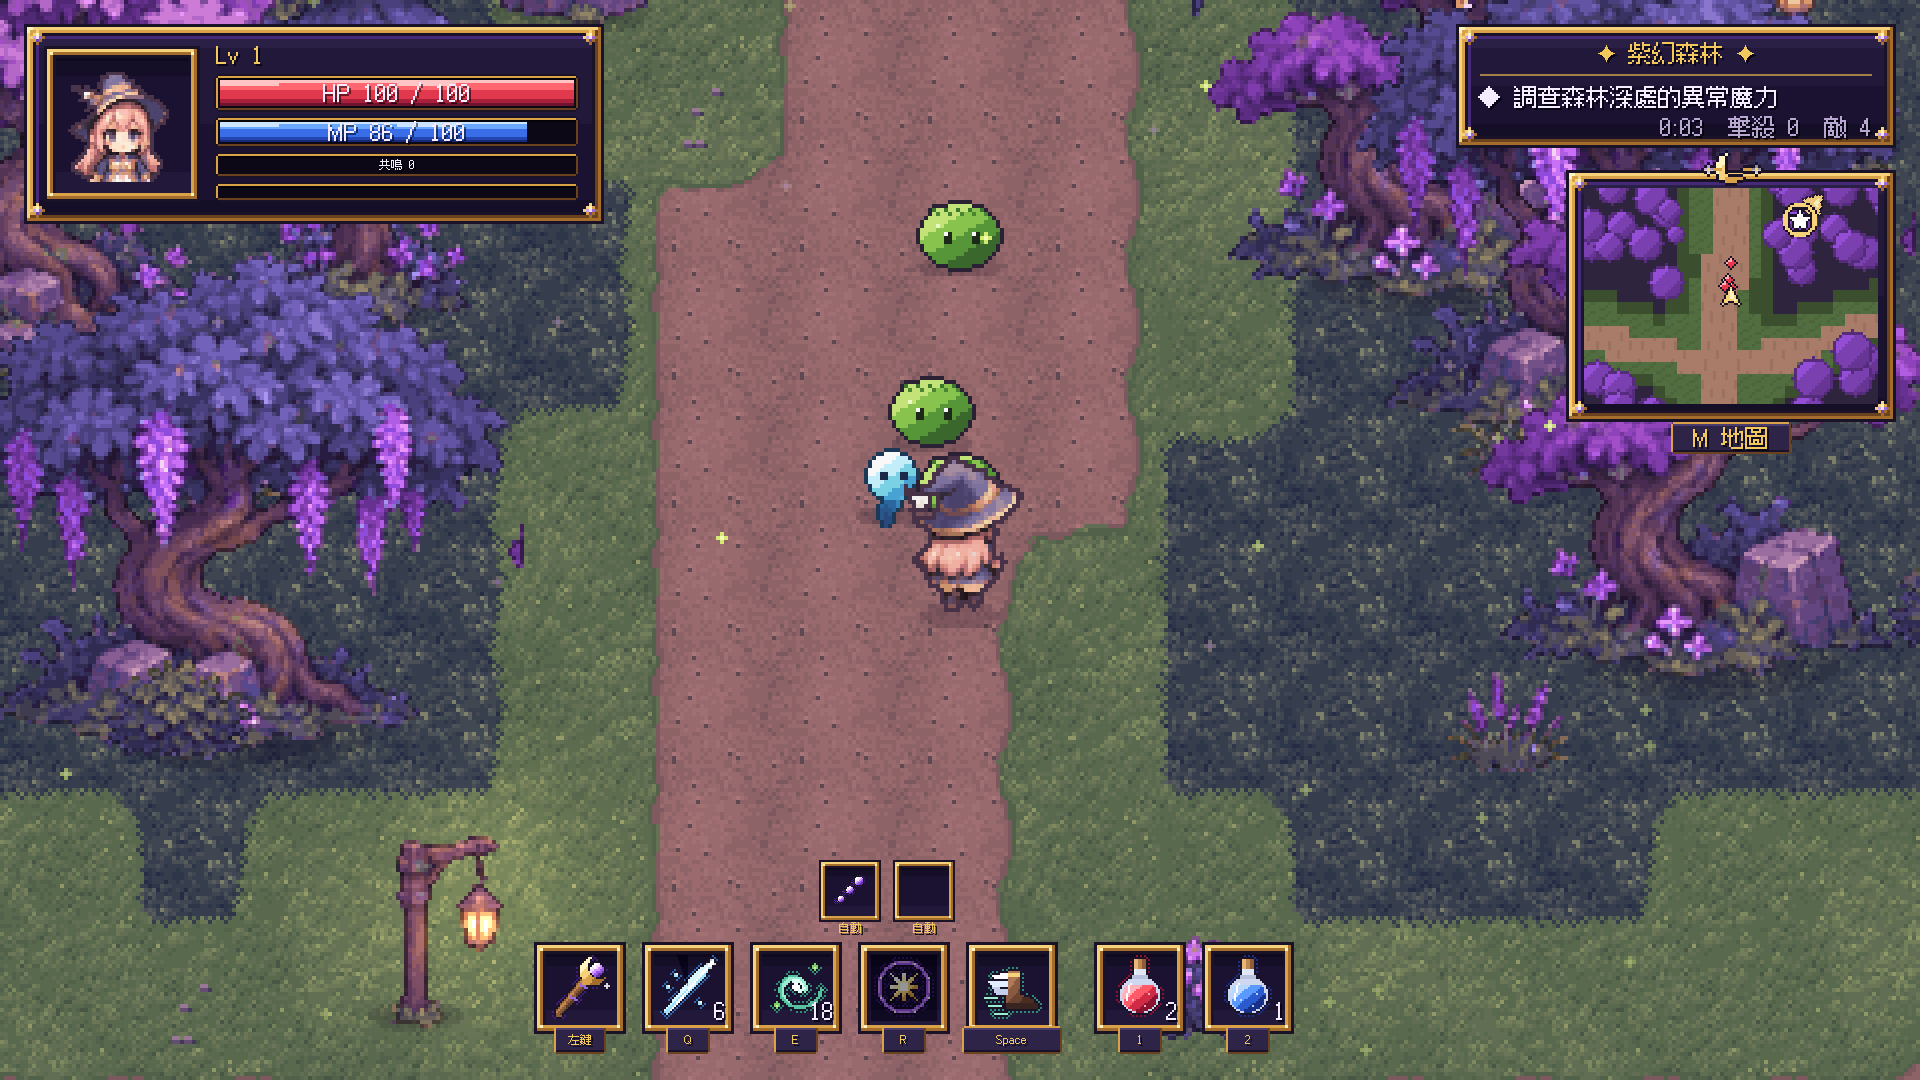 Lv 1
HP 100 / 100
MP 86 / 100
共鳴 0
紫幻森林
調查森林深處的異常魔力
0:03 擊殺 0 敵 4
M 地圖
自動 自動
6 18 2 1
左鍵 Q E R Space 1 2